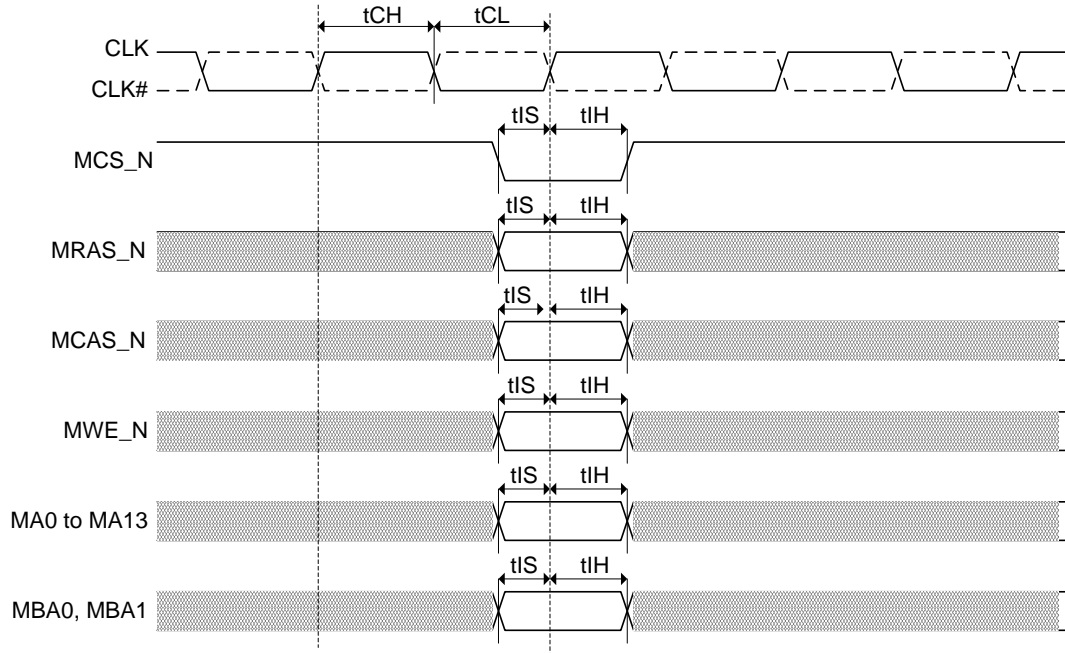 tCH tCL
CLK
CLK#
tIS tIH
MCS_N
tIS tIH
MRAS_N
tIS tIH
MCAS_N
tIS tIH
MWE_N
tIS tIH
MA0 to MA13
tIS tIH
MBA0, MBA1